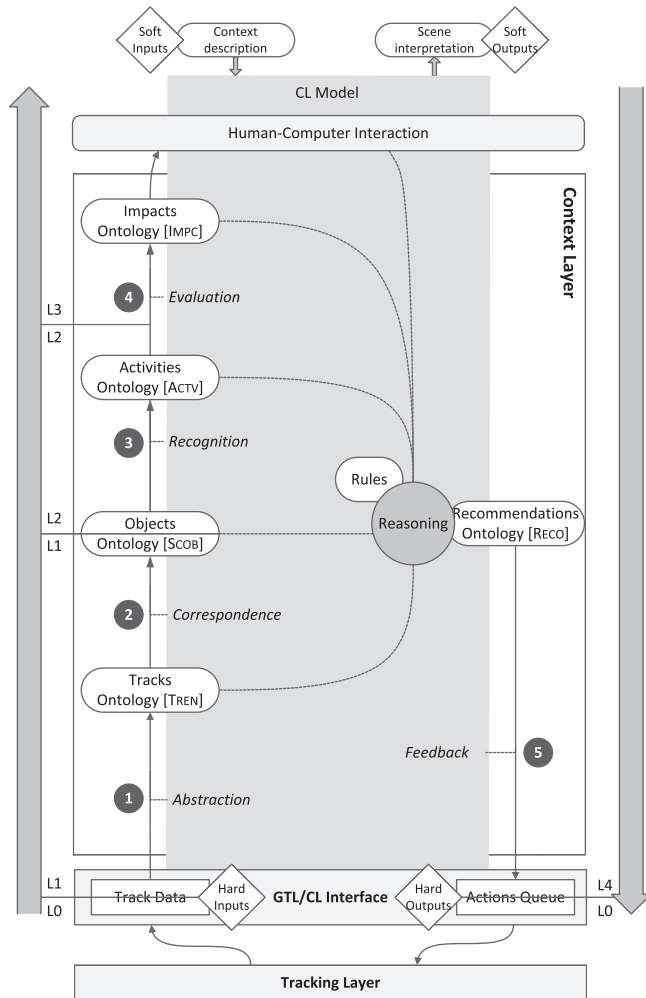 Soft
Inputs
Context
description
Scene
interpretation
Soft
Outputs
CL Model
Human-Computer Interaction
Context Layer
Impacts
Ontology [IMPC]
4
Evaluation
L3
L2
Activities
Ontology [ACTV]
3
Recognition
Rules
Reasoning
Recommendations
Ontology [RECO]
L2
L1
Objects
Ontology [SCOB]
2
Correspondence
Tracks
Ontology [TREN]
Feedback
5
1
Abstraction
L1
L0
Track Data
Hard
Inputs
GTL/CL Interface
Hard
Outputs
Actions Queue
L4
L0
Tracking Layer